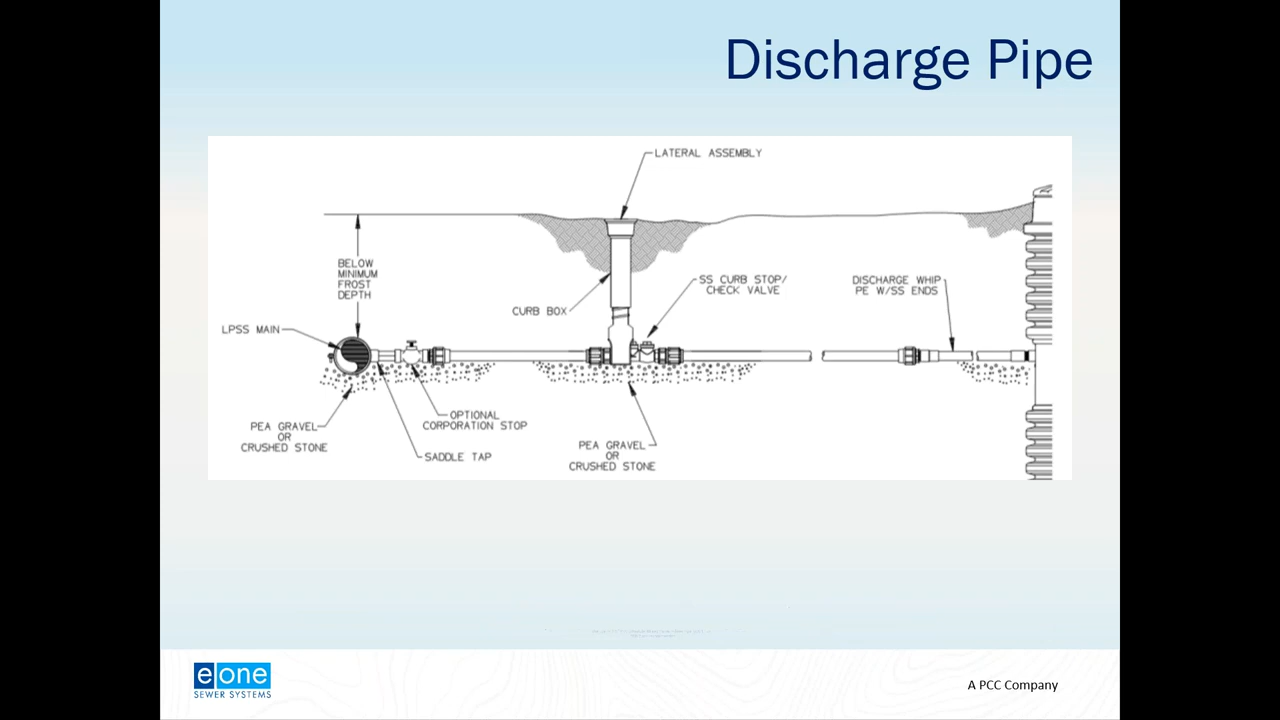 Discharge Pipe
LATERAL ASSEMBLY
BELOW
MINIMUM
FROST
DEPTH
SS CURB STOP/
CHECK VALVE
DISCHARGE WHIP
PE W/SS ENDS
CURB BOX
LPSS MAIN
OPTIONAL
CORPORATION STOP
PEA GRAVEL
OR
CRUSHED STONE
SADDLE TAP
PEA GRAVEL
OR
CRUSHED STONE
eone
SEWER SYSTEMS
A PCC Company